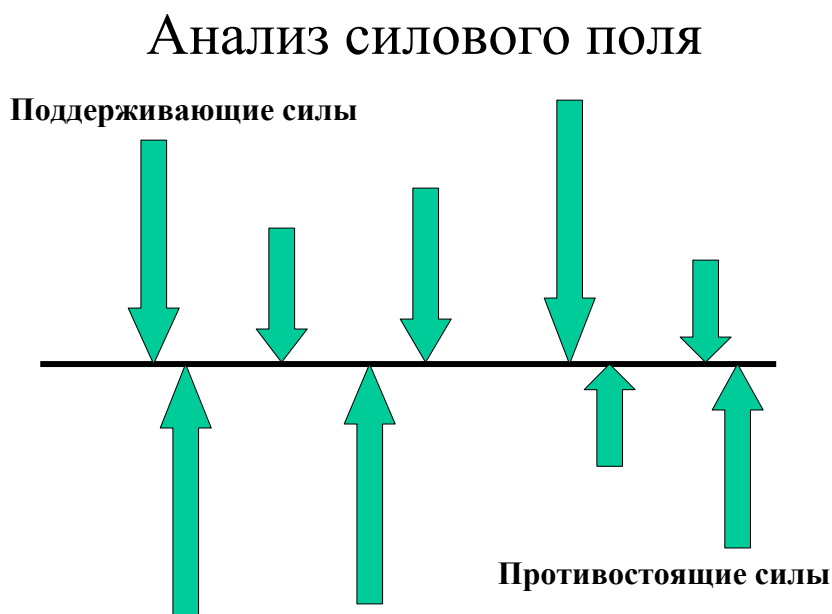 Анализ силового поля
Поддерживающие силы
Противостоящие силы